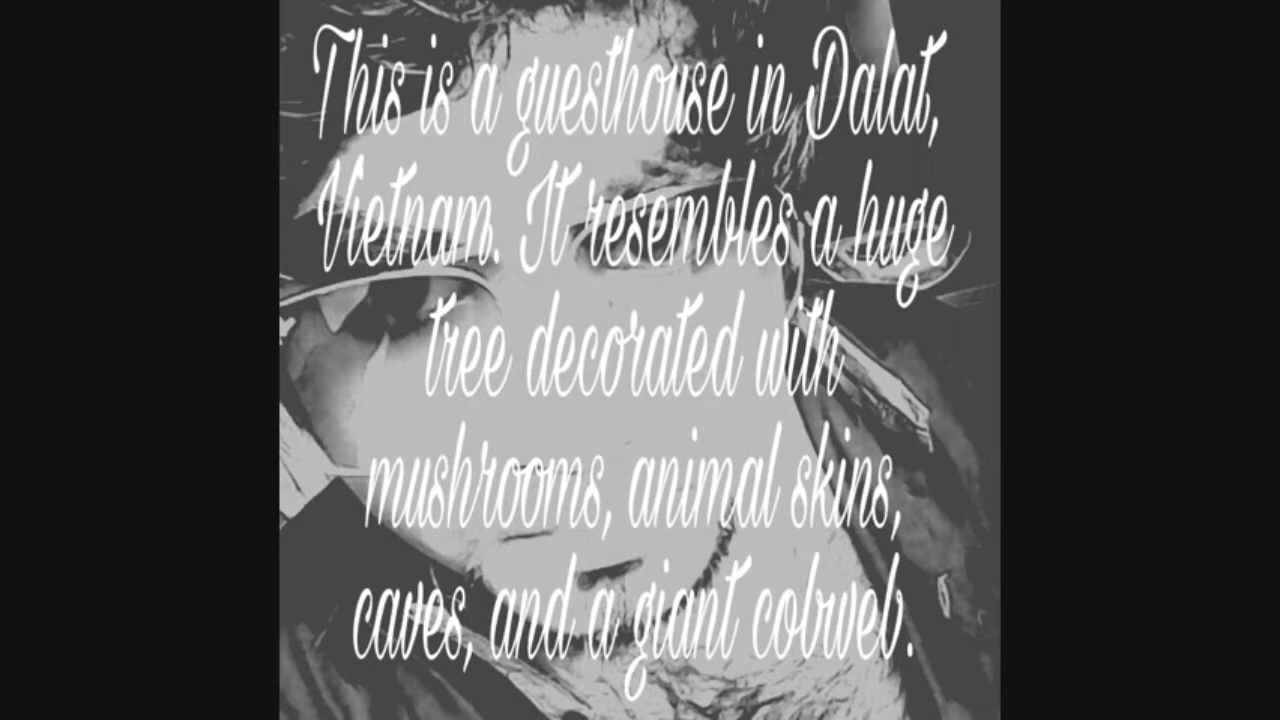 This is a guesthouse in Dalat,
Vietnam. It resembles a huge
tree decorated with
mushrooms, animal skins,
caves, and a giant cobweb.